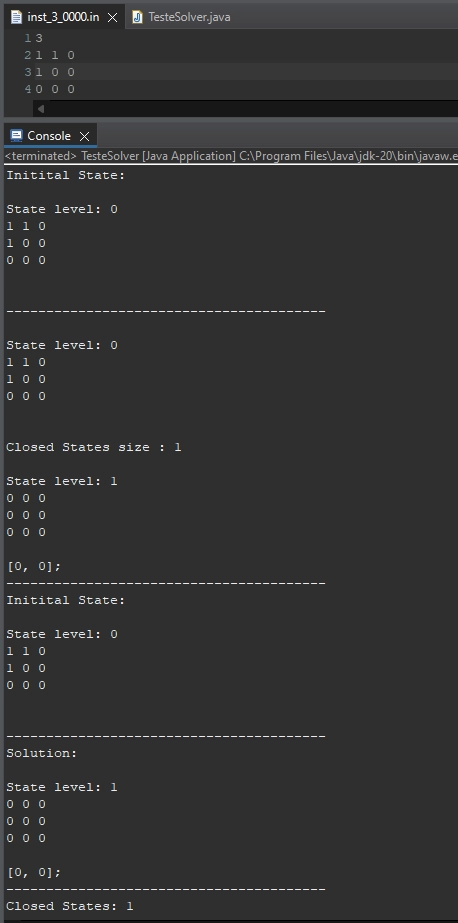 inst_3_0000.in TesteSolver.java
1 3
2 1 1 0
3 1 0 0
4 0 0 0
Console
<terminated> TesteSolver [Java Application] C:\Program Files\Java\jdk-20\bin\javaw.e
Initital State:
State level: 0
1 1 0
1 0 0
0 0 0
----------------------------------------
State level: 0
1 1 0
1 0 0
0 0 0
Closed States size : 1
State level: 1
0 0 0
0 0 0
0 0 0
[0, 0];
----------------------------------------
Initital State:
State level: 0
1 1 0
1 0 0
0 0 0
----------------------------------------
Solution:
State level: 1
0 0 0
0 0 0
0 0 0
[0, 0];
----------------------------------------
Closed States: 1